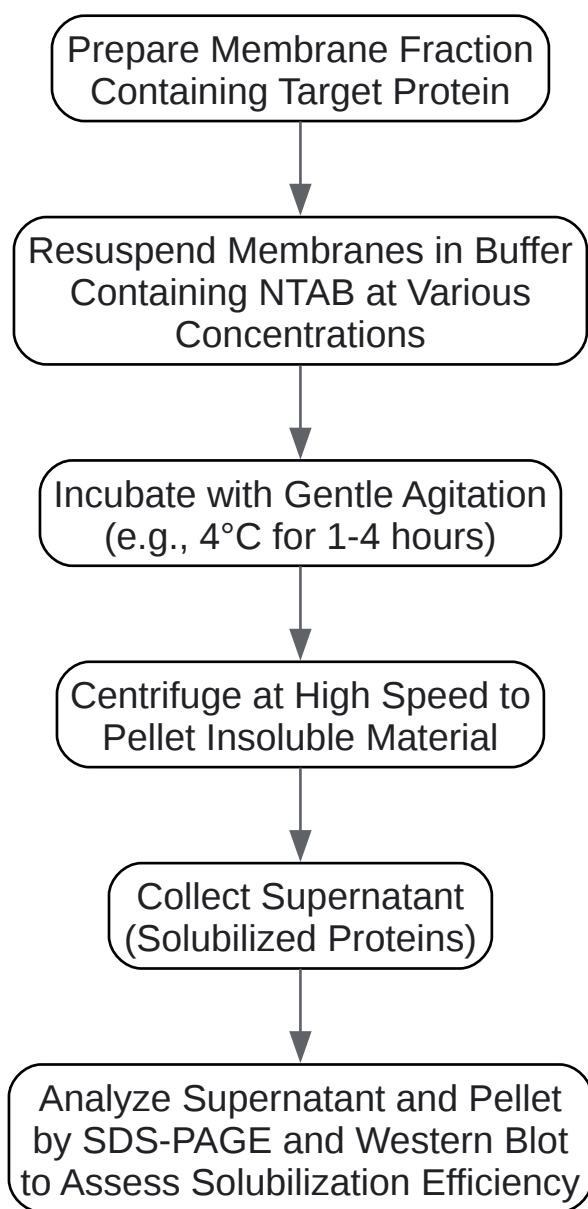 Prepare Membrane Fraction
Containing Target Protein
Resuspend Membranes in Buffer
Containing NTAB at Various
Concentrations
Incubate with Gentle Agitation
(e.g., 4°C for 1-4 hours)
Centrifuge at High Speed to
Pellet Insoluble Material
Collect Supernatant
(Solubilized Proteins)
Analyze Supernatant and Pellet
by SDS-PAGE and Western Blot
to Assess Solubilization Efficiency